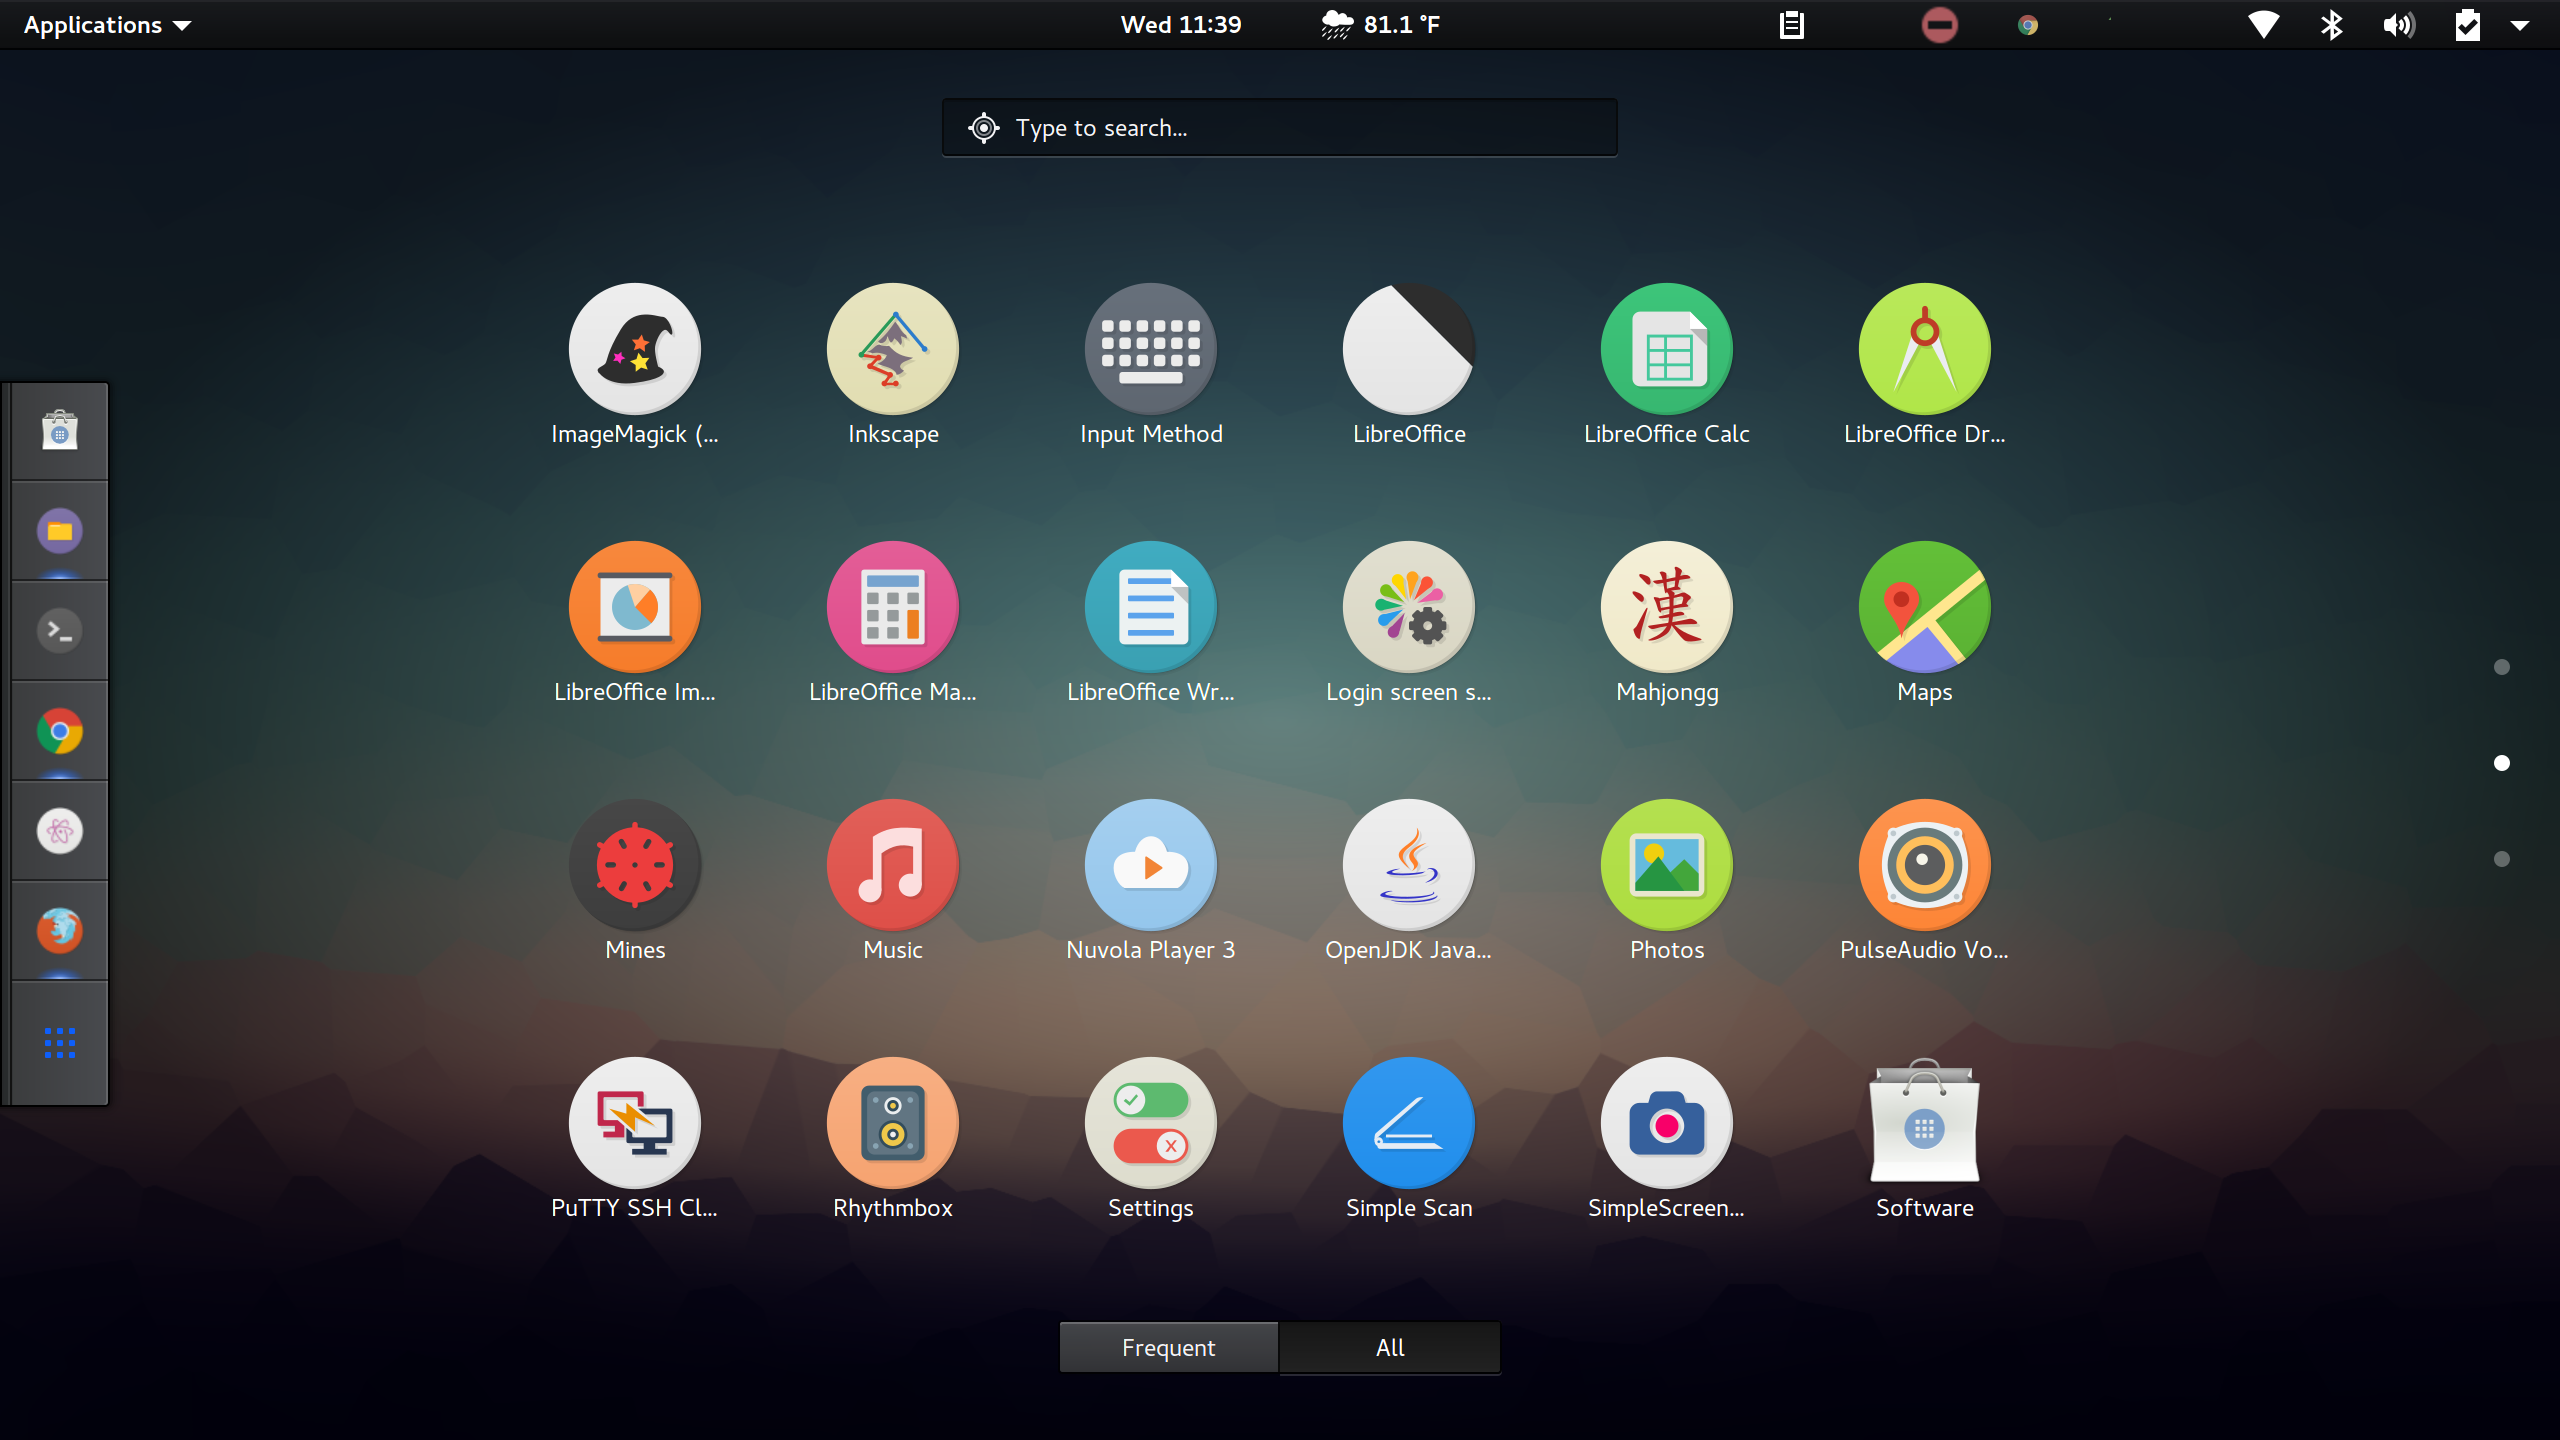 Applications
Wed 11:39
81.1 °F
Type to search...
ImageMagick (...
Inkscape
Input Method
LibreOffice
LibreOffice Calc
LibreOffice Dr...
漢
LibreOffice Im...
LibreOffice Ma...
LibreOffice Wr...
Login screen s...
Mahjongg
Maps
Mines
Music
Nuvola Player 3
OpenJDK Java...
Photos
PulseAudio Vo...
PuTTY SSH Cl...
Rhythmbox
Settings
Simple Scan
SimpleScreen...
Software
Frequent
All